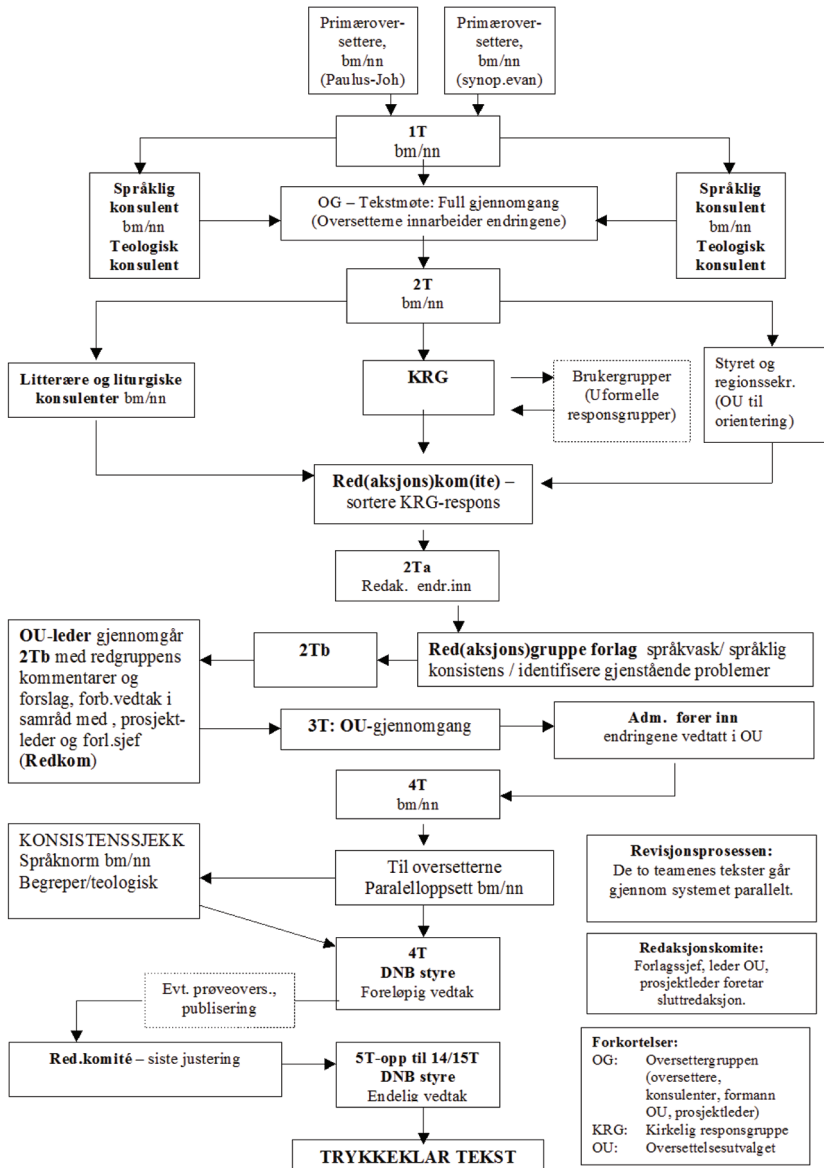 Primærover-
settere,
bm/nn
(Paulus-Joh)
Primærover-
settere,
bm/nn
(synop.evan)
1T
bm/nn
Språklig
konsulent
bm/nn
Teologisk
konsulent
OG – Tekstmøte: Full gjennomgang
(Oversetterne innarbeider endringene)
Språklig
konsulent
bm/nn
Teologisk
konsulent
2T
bm/nn
Litterære og liturgiske
konsulenter bm/nn
KRG
Brukergrupper
(Uformelle
responsgrupper)
Styret og
regionssekr.
(OU til
orientering)
Red(aksjons)kom(ite) –
sortere KRG-respons
2Ta
Redak. endr.inn
OU-leder gjennomgår
2Tb med redgruppens
kommentarer og
forslag, forb.vedtak i
samråd med , prosjekt-
leder og forl.sjef
(Redkom)
2Tb
Red(aksjons)gruppe forlag språkvask/ språklig
konsistens / identifisere gjenstående problemer
3T: OU-gjennomgang
Adm. fører inn
endringene vedtatt i OU
4T
bm/nn
KONSISTENSSJEKK
Språknorm bm/nn
Begreper/teologisk
Til oversetterne
Paralelloppsett bm/nn
Revisjonsprosessen:
De to teamenes tekster går
gjennom systemet parallelt.
4T
DNB styre
Foreløpig vedtak
Redaksjonskomite:
Forlagssjef, leder OU,
prosjektleder foretar
sluttredaksjon.
Evt. prøveovers.,
publisering
Red.komité – siste justering
5T-opp til 14/15T
DNB styre
Endelig vedtak
Forkortelser:
OG: Oversettergruppen
(oversettere,
konsulenter, formann
OU, prosjektleder)
KRG: Kirkelig responsgruppe
OU: Oversettelsesutvalget
TRYKKEKLAR TEKST